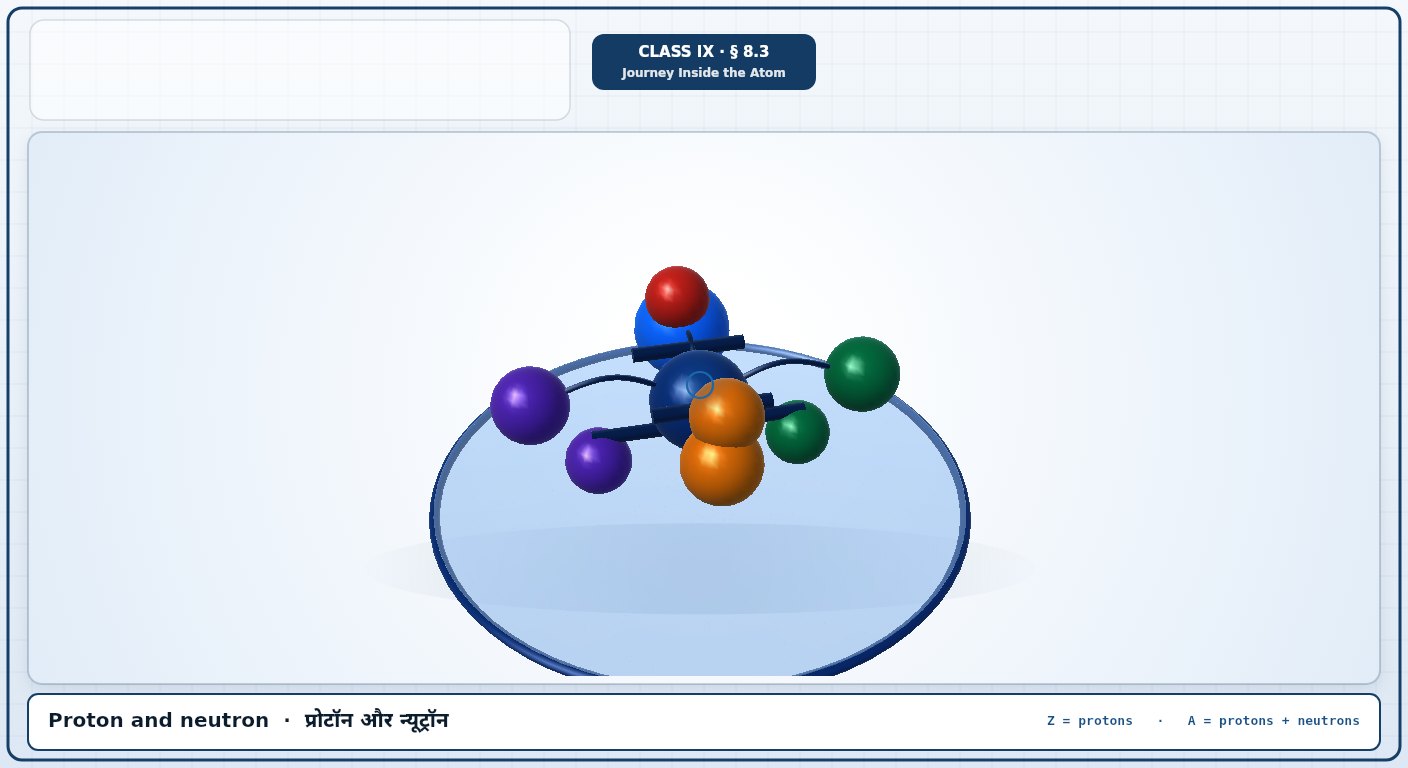 CLASS IX · § 8.3
Journey Inside the Atom
Proton and neutron · प्रोटॉन और न्यूट्रॉन
Z = protons · A = protons + neutrons